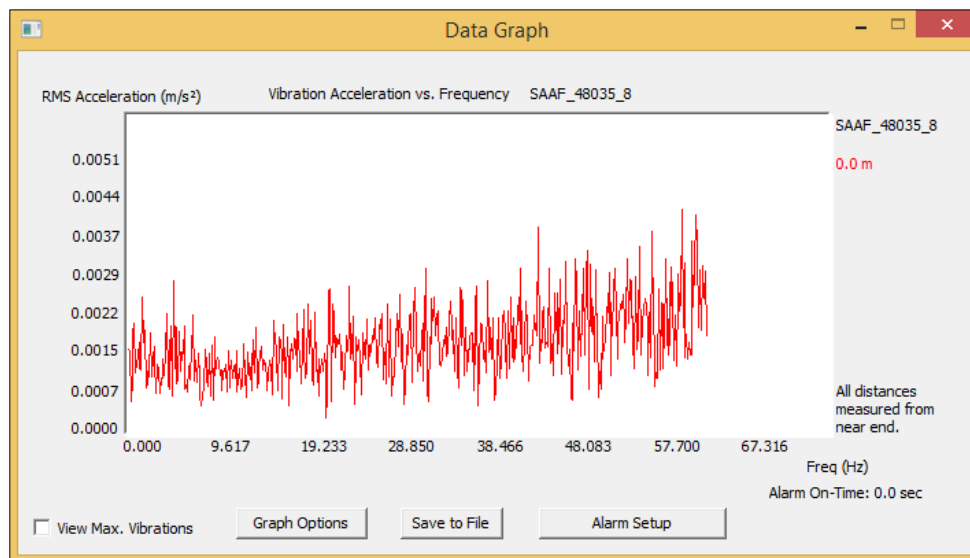 Data Graph
RMS Acceleration (m/s²)
Vibration Acceleration vs. Frequency SAAF_48035_8
SAAF_48035_8
0.0 m
0.0051
0.0044
0.0037
0.0029
0.0022
0.0015
0.0007
0.0000
0.000 9.617 19.233 28.850 38.466 48.083 57.700 67.316
All distances
measured from
near end.
Freq (Hz)
Alarm On-Time: 0.0 sec
View Max. Vibrations
Graph Options
Save to File
Alarm Setup